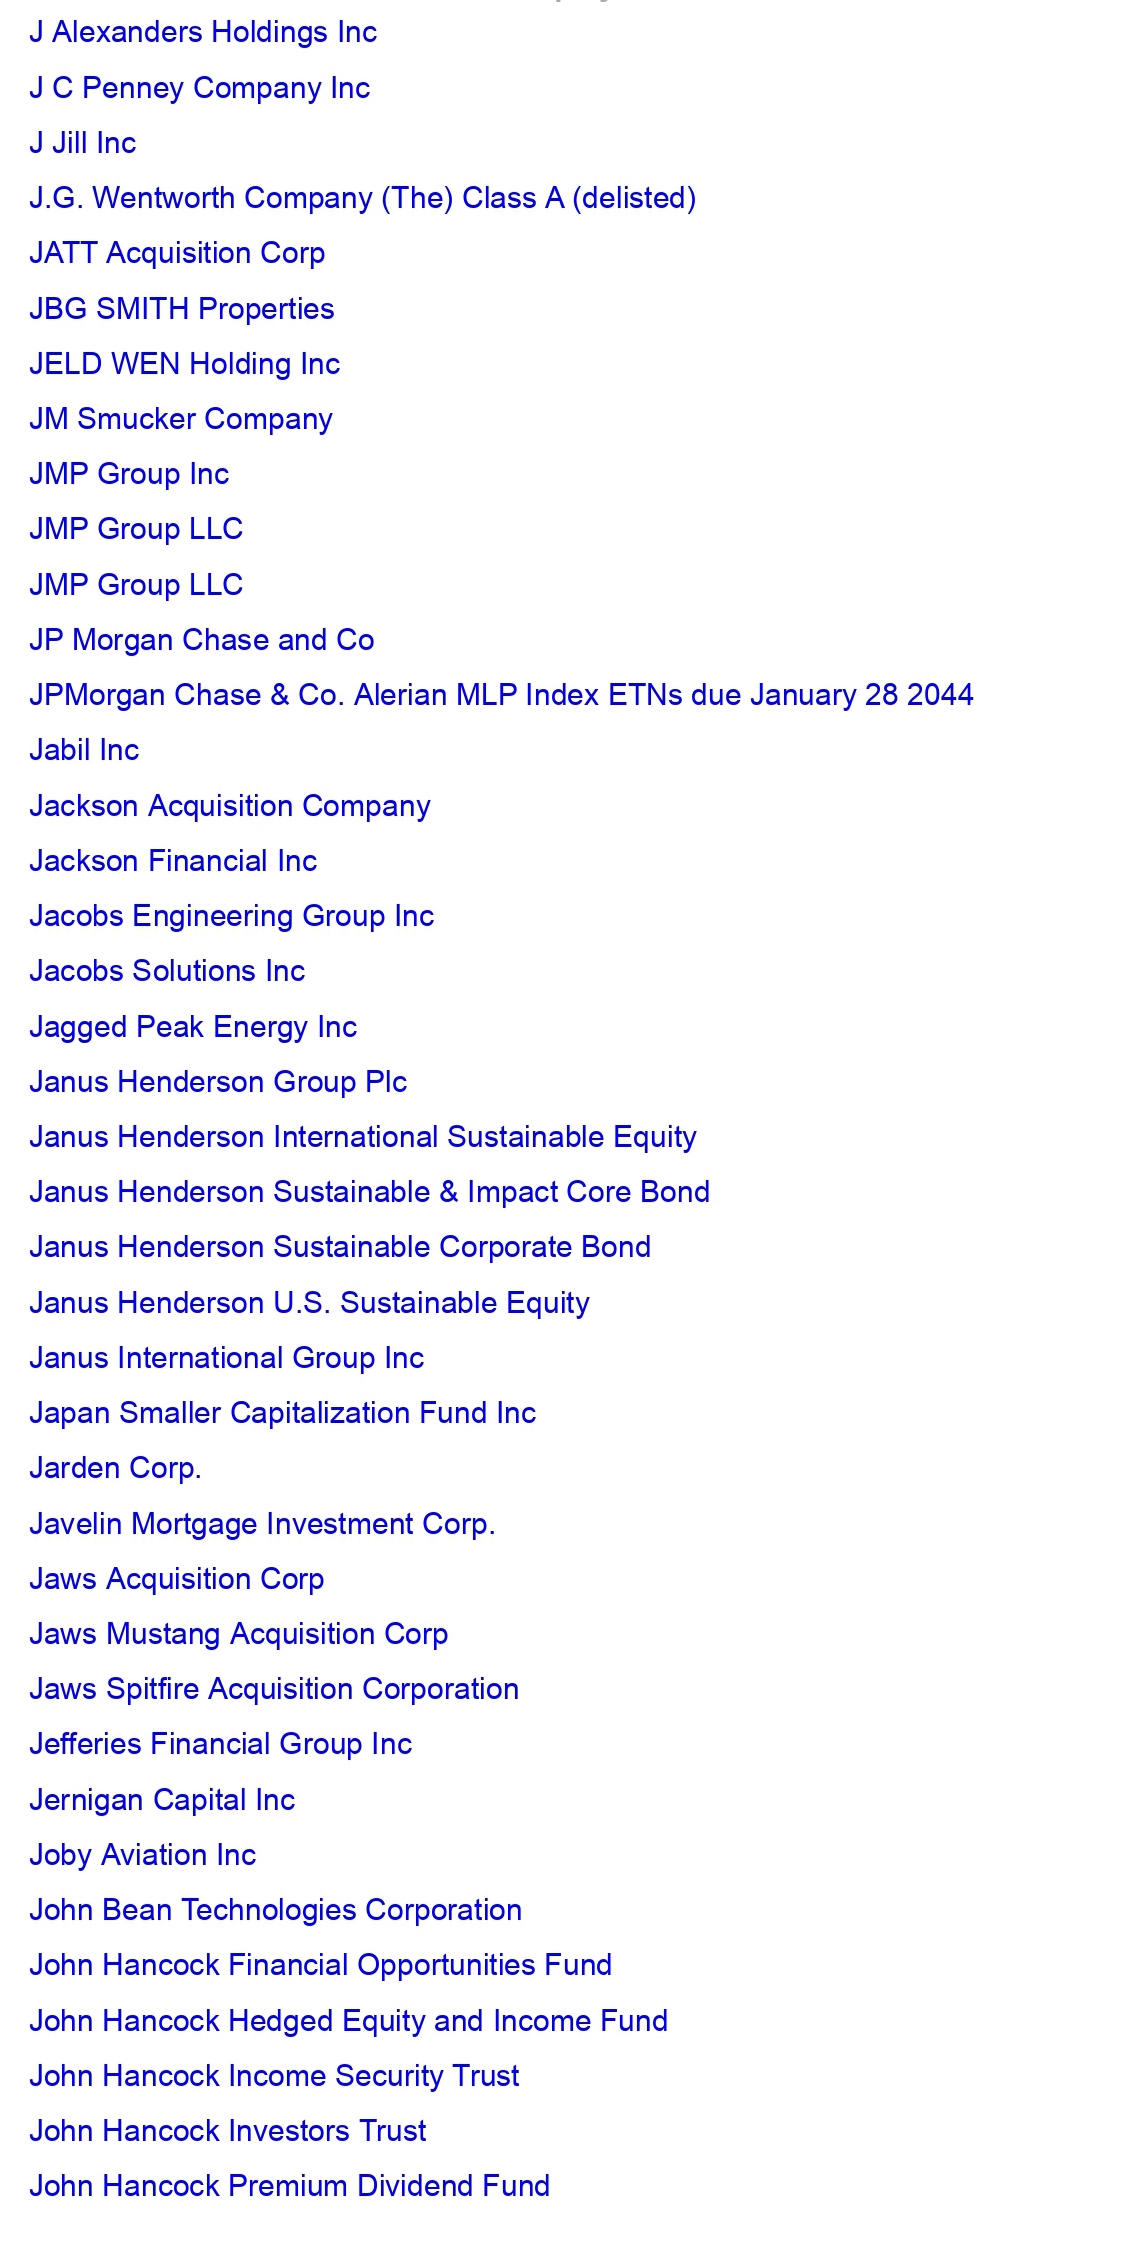 J Alexanders Holdings Inc
J C Penney Company Inc
J Jill Inc
J.G. Wentworth Company (The) Class A (delisted)
JATT Acquisition Corp
JBG SMITH Properties
JELD WEN Holding Inc
JM Smucker Company
JMP Group Inc
JMP Group LLC
JMP Group LLC
JP Morgan Chase and Co
JPMorgan Chase & Co. Alerian MLP Index ETNs due January 28 2044
Jabil Inc
Jackson Acquisition Company
Jackson Financial Inc
Jacobs Engineering Group Inc
Jacobs Solutions Inc
Jagged Peak Energy Inc
Janus Henderson Group Plc
Janus Henderson International Sustainable Equity
Janus Henderson Sustainable & Impact Core Bond
Janus Henderson Sustainable Corporate Bond
Janus Henderson U.S. Sustainable Equity
Janus International Group Inc
Japan Smaller Capitalization Fund Inc
Jarden Corp.
Javelin Mortgage Investment Corp.
Jaws Acquisition Corp
Jaws Mustang Acquisition Corp
Jaws Spitfire Acquisition Corporation
Jefferies Financial Group Inc
Jernigan Capital Inc
Joby Aviation Inc
John Bean Technologies Corporation
John Hancock Financial Opportunities Fund
John Hancock Hedged Equity and Income Fund
John Hancock Income Security Trust
John Hancock Investors Trust
John Hancock Premium Dividend Fund